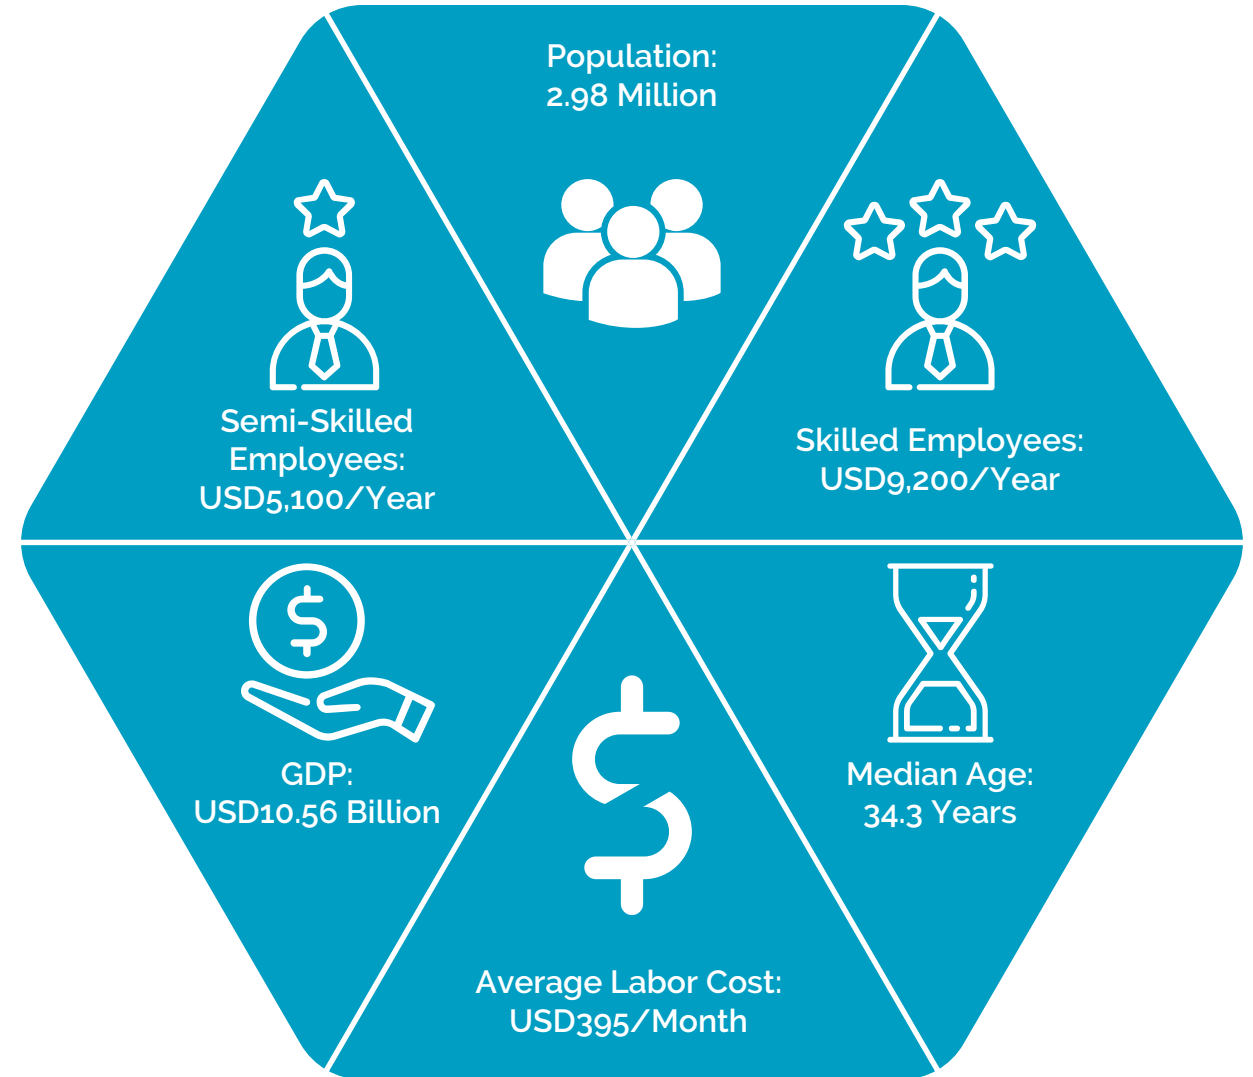 Population:
2.98 Million
Semi-Skilled
Employees:
USD5,100/Year
Skilled Employees:
USD9,200/Year
GDP:
USD10.56 Billion
Median Age:
34.3 Years
Average Labor Cost:
USD395/Month